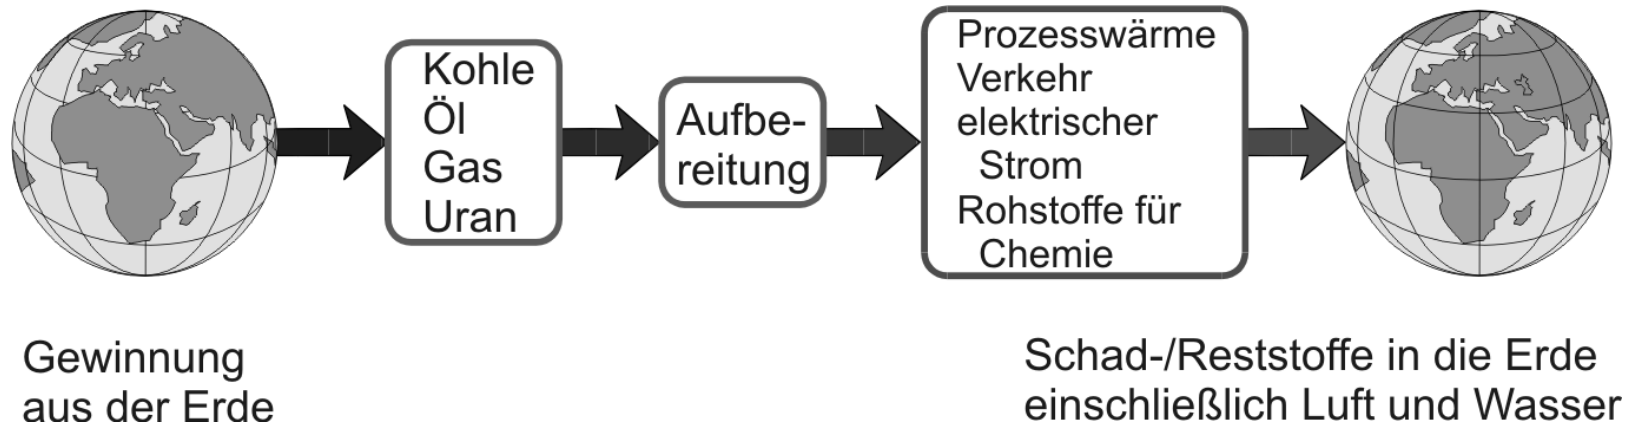 Kohle
Öl
Gas
Uran
Aufbe-
reitung
Prozesswärme
Verkehr
elektrischer
Strom
Rohstoffe für
Chemie
Gewinnung
aus der Erde
Schad-/Reststoffe in die Erde
einschließlich Luft und Wasser